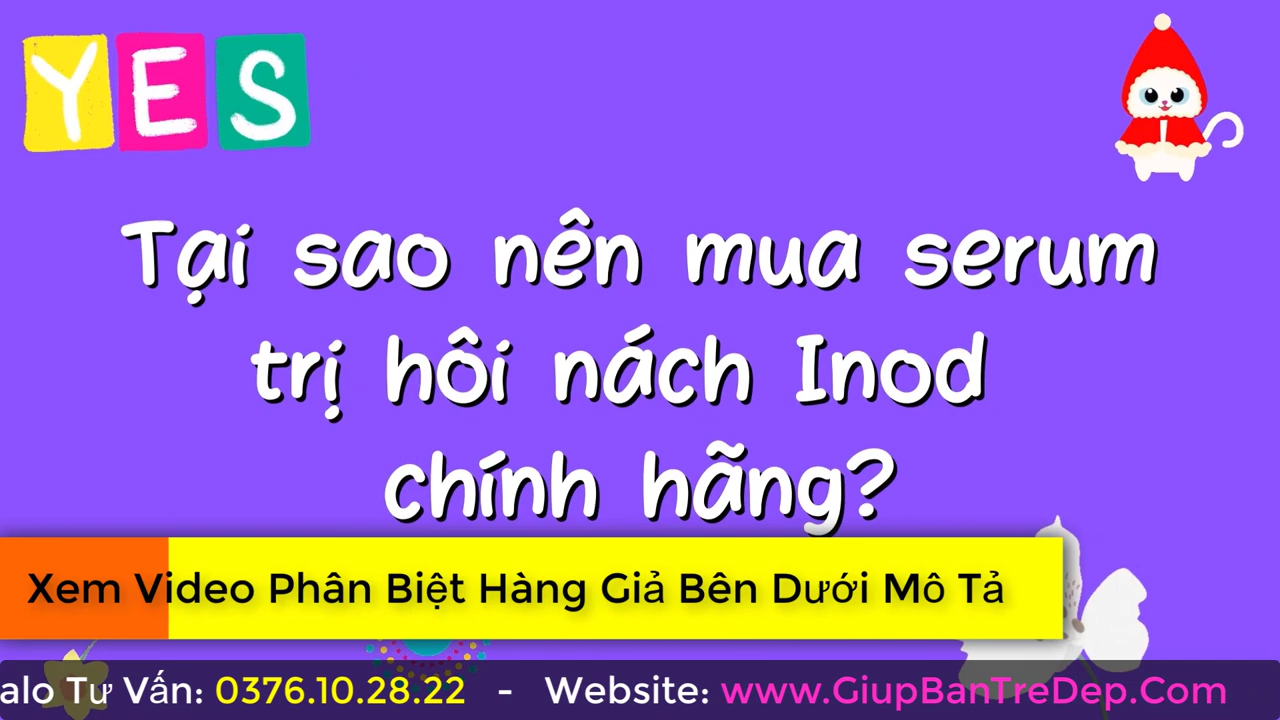 YES
Tại sao nên mua serum
trị hôi nách Inod
chính hãng?
Xem Video Phân Biệt Hàng Giả Bên Dưới Mô Tả
alo Tư Vấn: 0376.10.28.22 - Website: www.GiupBanTreDep.Com